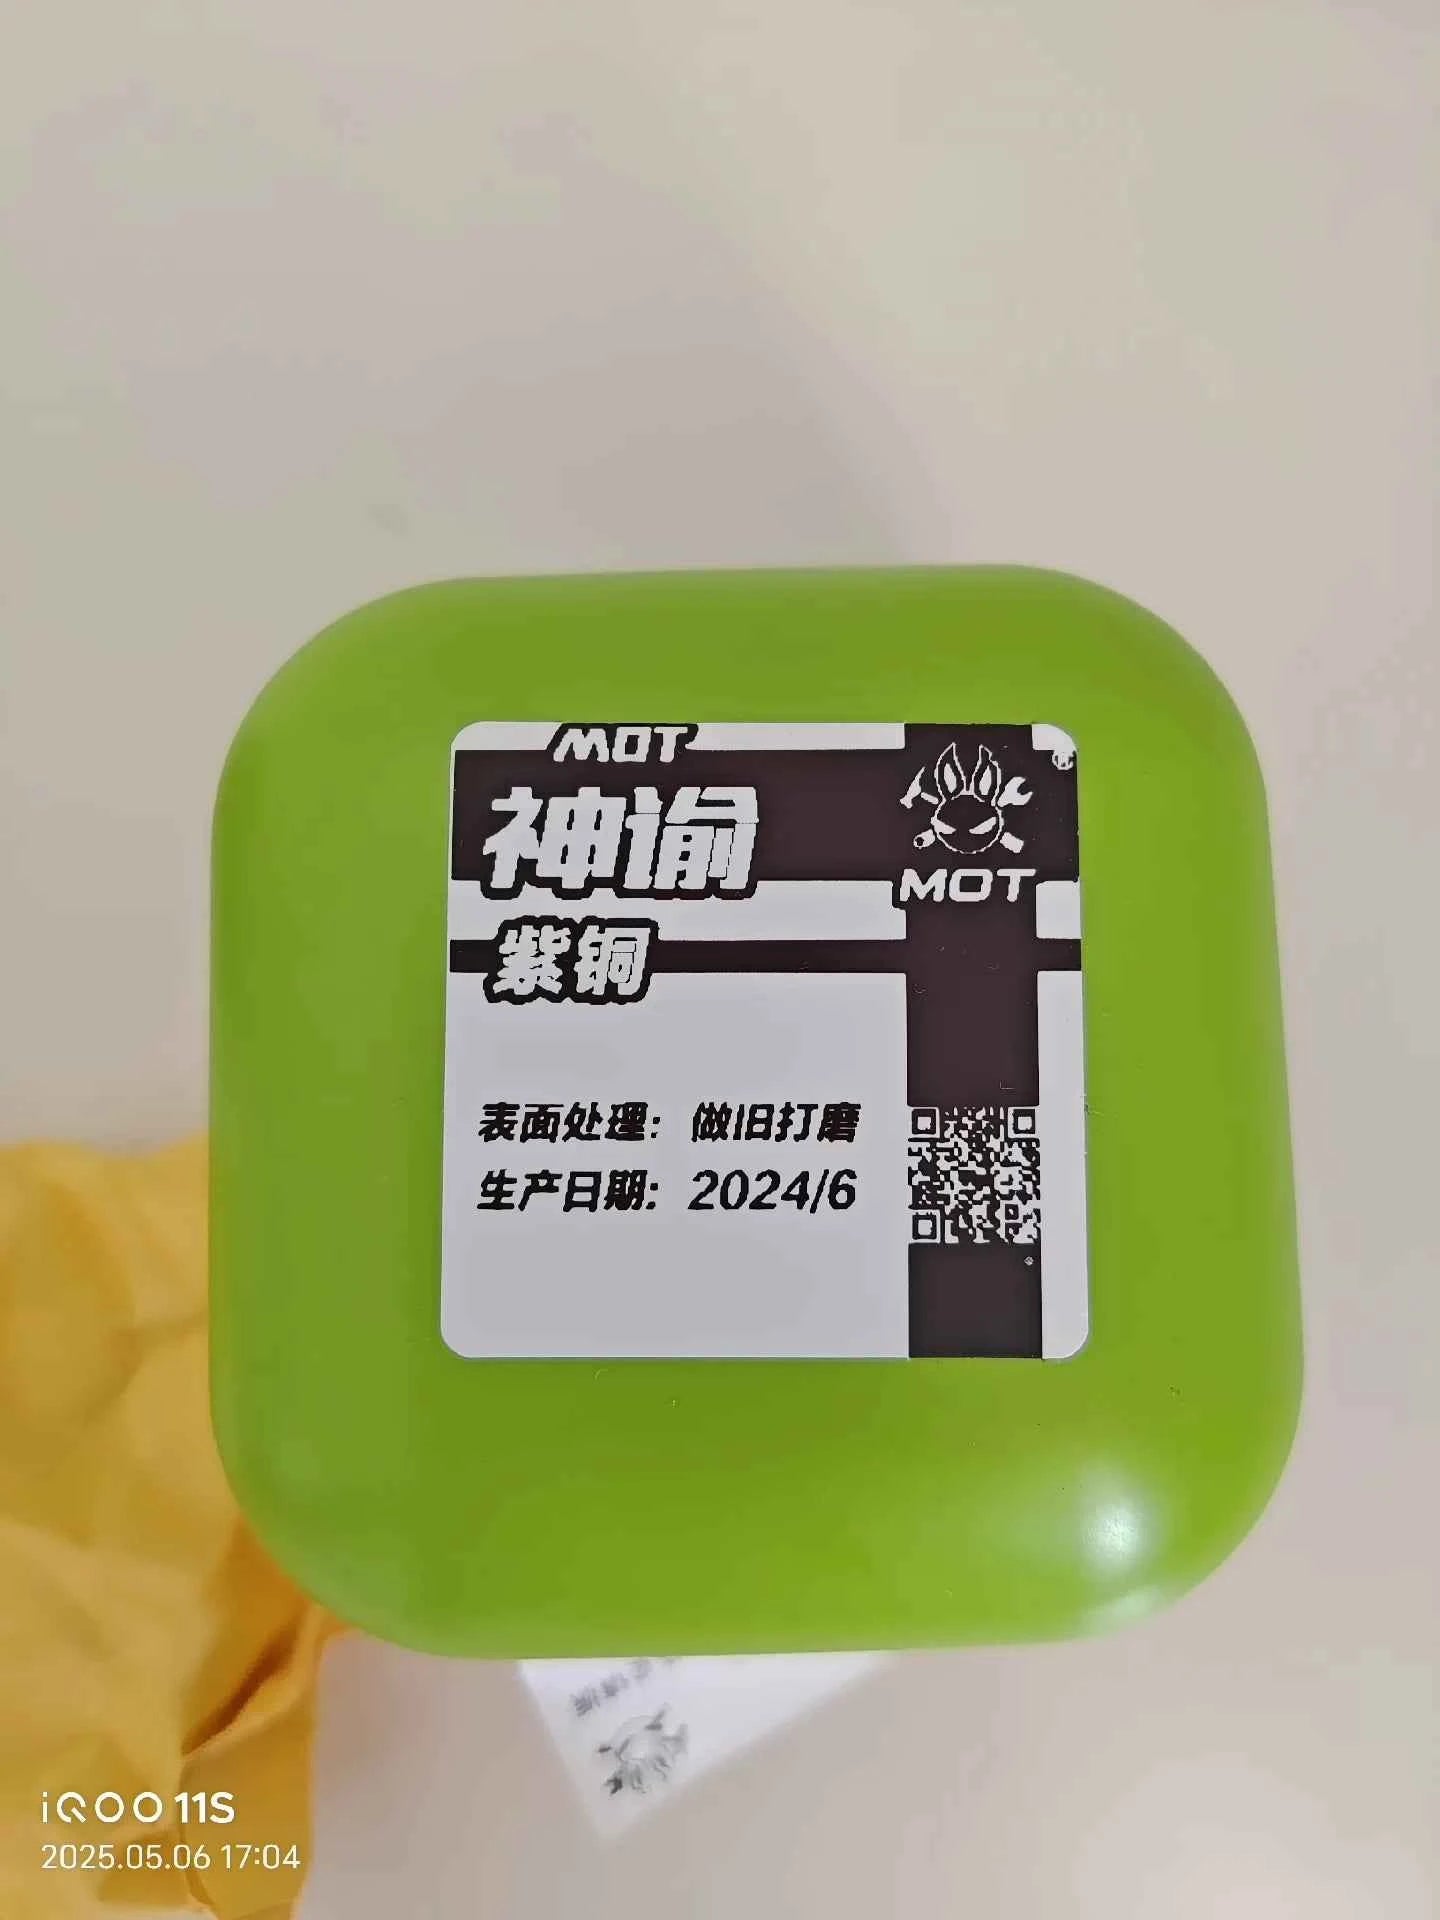 MOT
神谕
MOT
紫铜
表面处理：做旧打磨
生产日期：2024/6
iQOO 11S
2025.05.06 17:04